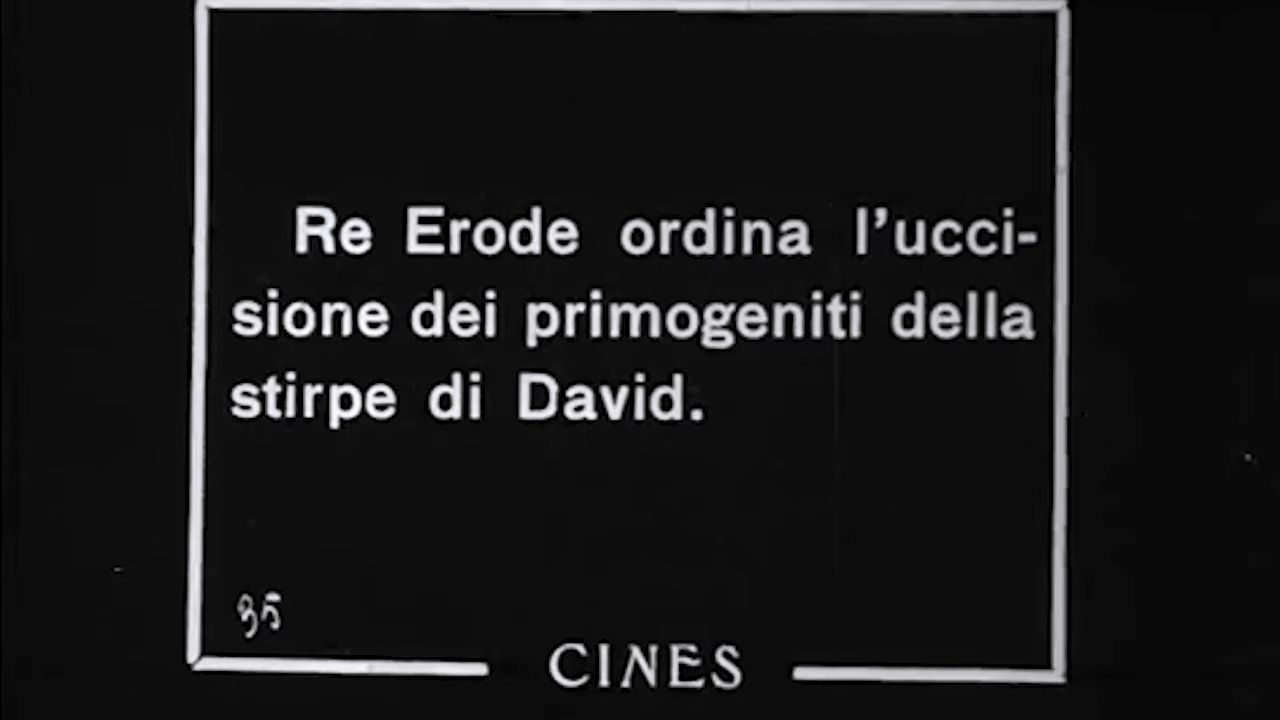 Re Erode ordina l'ucci-
sione dei primogeniti della
stirpe di David.
35
CINES